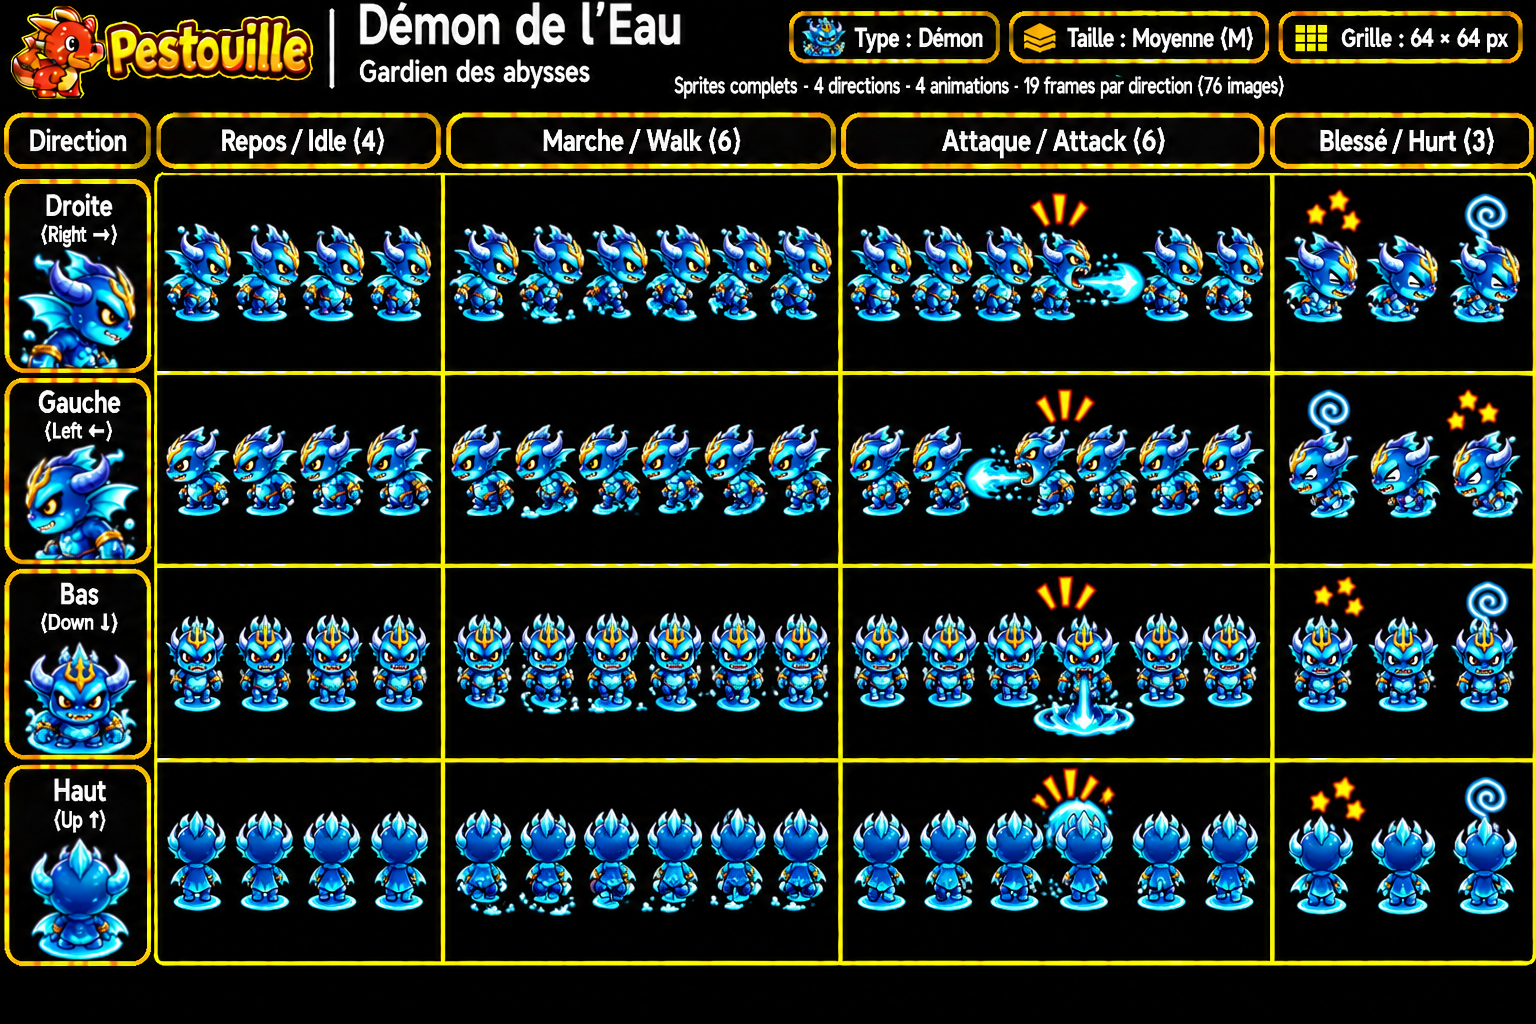 Pestouille
Démon de l'Eau
Gardien des abysses
Type : Démon
Taille : Moyenne (M)
Grille : 64 × 64 px
Sprites complets - 4 directions - 4 animations - 19 frames par direction (76 images)
Direction
Repos / Idle (4)
Marche / Walk (6)
Attaque / Attack (6)
Blessé / Hurt (3)
Droite
(Right →)
Gauche
(Left ←)
Bas
(Down ↓)
Haut
(Up ↑)